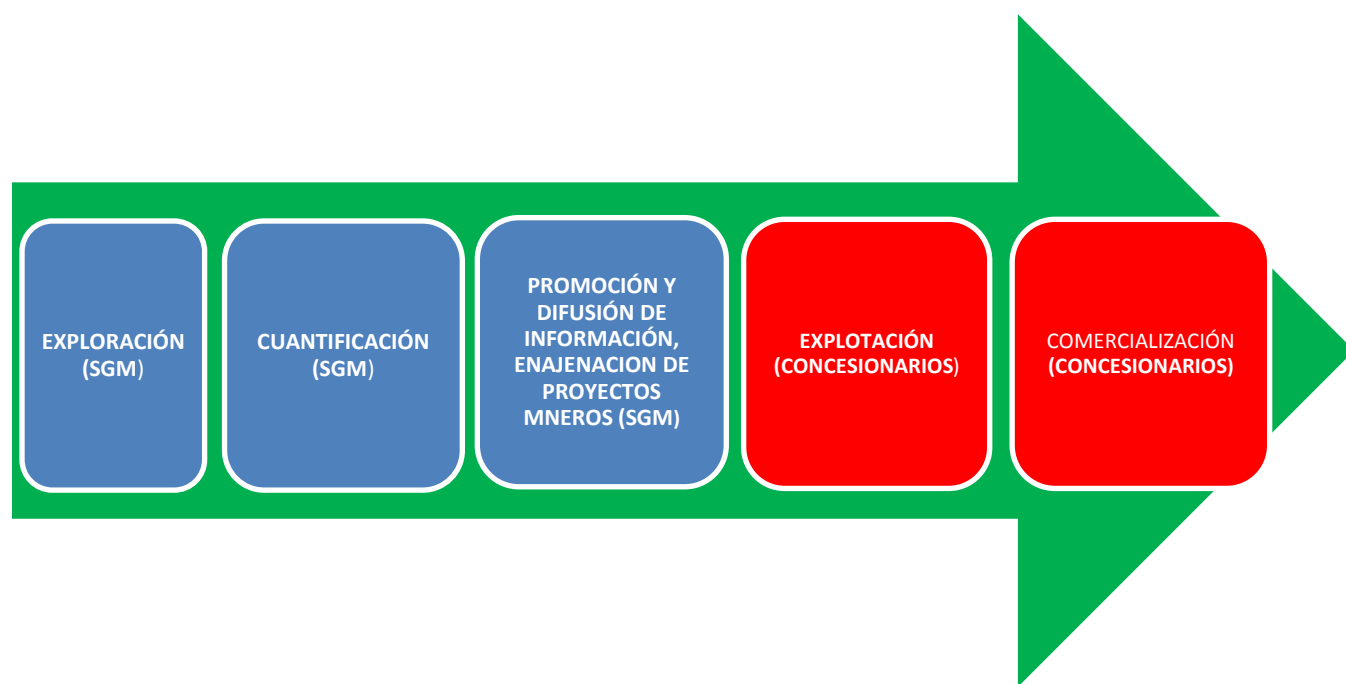 EXPLORACIÓN
(SGM)
CUANTIFICACIÓN
(SGM)
PROMOCIÓN Y
DIFUSIÓN DE
INFORMACIÓN,
ENAJENACION DE
PROYECTOS
MNEROS (SGM)
EXPLOTACIÓN
(CONCESIONARIOS)
COMERCIALIZACIÓN
(CONCESIONARIOS)